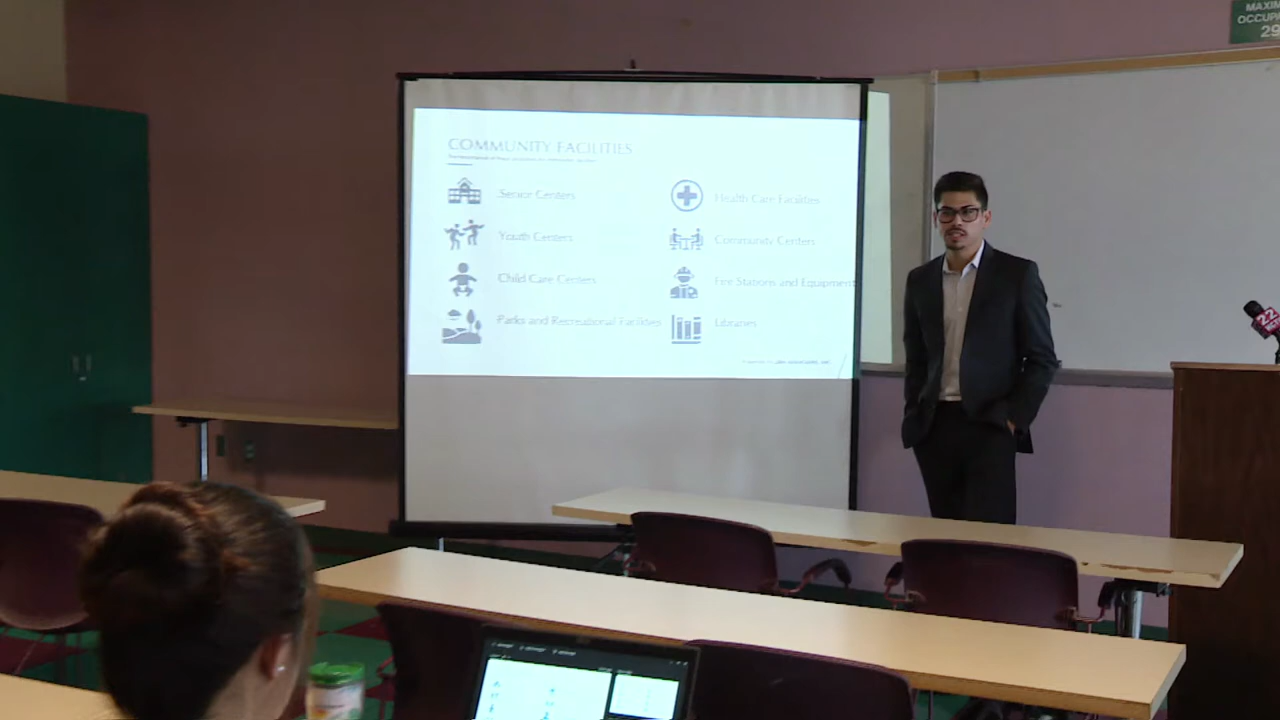 COMMUNITY FACILITIES
Senior Centers
Youth Centers
Child Care Centers
Parks and Recreational Facilities
Health Care Facilities
Community Centers
Fire Stations and Equipment
Libraries
MAXIM
OCCUP
29
22